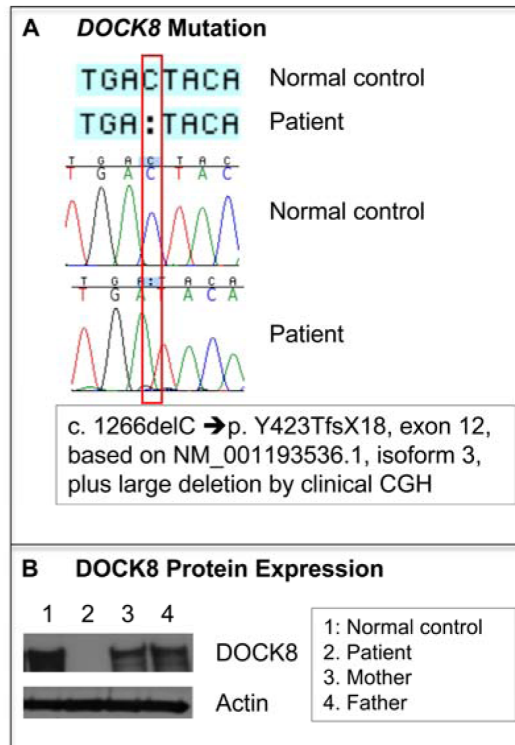 A DOCK8 Mutation
TGACTACA Normal control
TGA:TACA Patient
T G A C T A C
T G A C T A C
Normal control
T G A : T A C A
T G A T A C A
Patient
c. 1266delC ➔p. Y423TfsX18, exon 12,
based on NM_001193536.1, isoform 3,
plus large deletion by clinical CGH
B DOCK8 Protein Expression
1 2 3 4
DOCK8
Actin
1: Normal control
2. Patient
3. Mother
4. Father